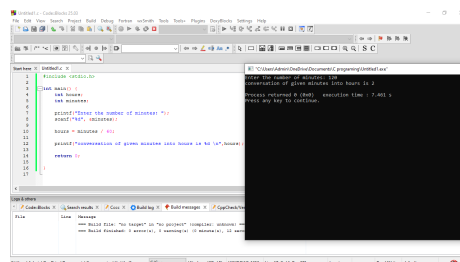 Untitled1.c - Code::Blocks 20.03
File Edit View Search Project Build Debug Fortran wxSmith Tools Tools+ Plugins DoxyBlocks Settings Help
Start here X Untitled1.c X
1 #include <stdio.h>
2
3 int main() {
4 int hours;
5 int minutes;
6
7 printf("Enter the number of minutes: ");
8 scanf("%d", &minutes);
9
10 hours = minutes / 60;
11
12 printf("conversation of given minutes into hours is %d \n",hours);
13
14 return 0;
15
16 }
17
"C:\Users\Admin\OneDrive\Documents\C programing\Untitled1.exe"
Enter the number of minutes: 120
conversation of given minutes into hours is 2
Process returned 0 (0x0) execution time : 7.461 s
Press any key to continue.
Logs & others
Code::Blocks X Search results X Cccc X Build log X Build messages X CppCheck/Ver
File Line Message
=== Build file: "no target" in "no project" (compiler: unknown) ===
=== Build finished: 0 error(s), 0 warning(s) (0 minute(s),